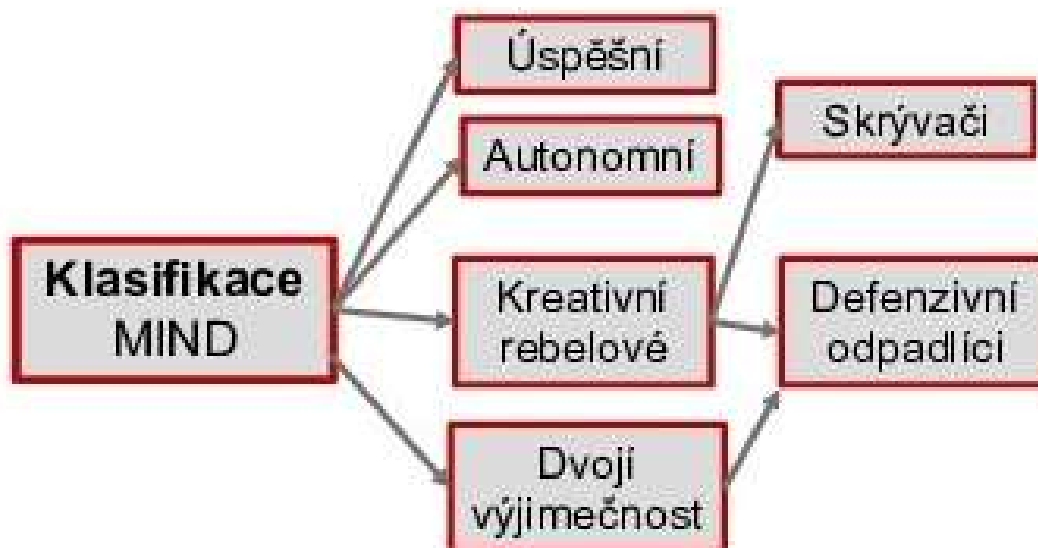 Úspěšní
Autonomní
Skrývači
Klasifikace
MIND
Kreativní
rebelové
Defenzivní
odpadlíci
Dvojí
výjimečnost